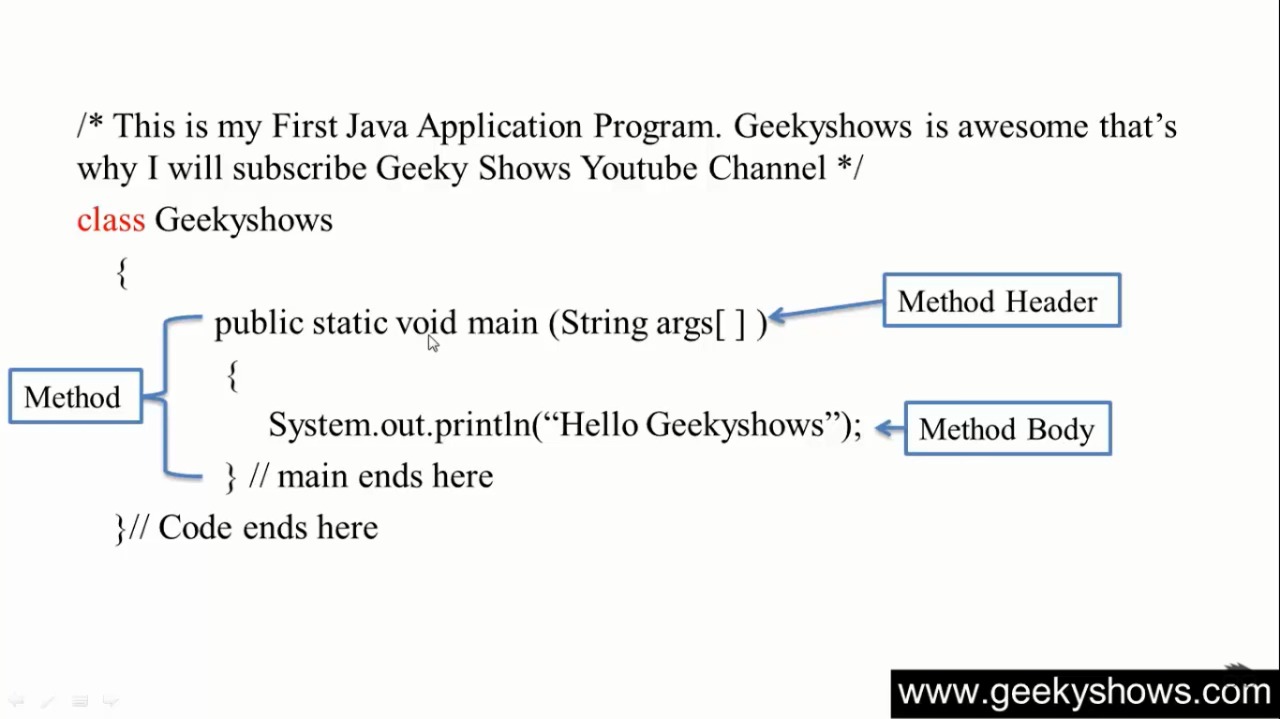 /* This is my First Java Application Program. Geekyshows is awesome that’s
why I will subscribe Geeky Shows Youtube Channel */
class Geekyshows
{
public static void main (String args[ ] )
Method Header
{
Method
System.out.println(“Hello Geekyshows”);
Method Body
} // main ends here
}// Code ends here
www.geekyshows.com